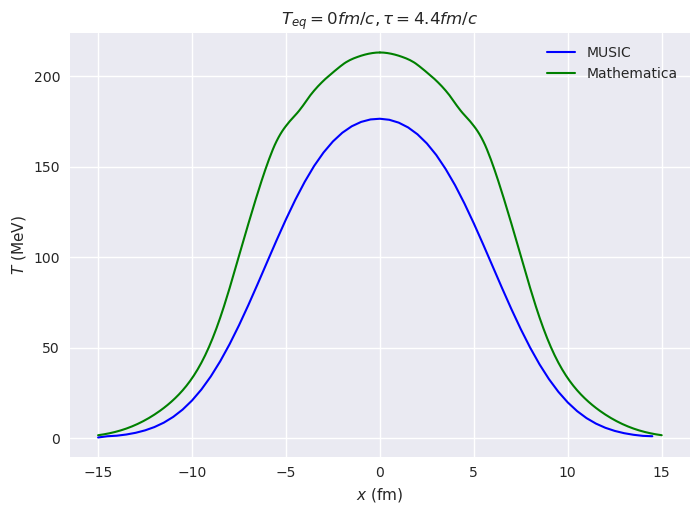 T_eq = 0fm/c, τ = 4.4fm/c
MUSIC
Mathematica
200
150
100
50
0
T (MeV)
−15
−10
−5
0
5
10
15
x (fm)